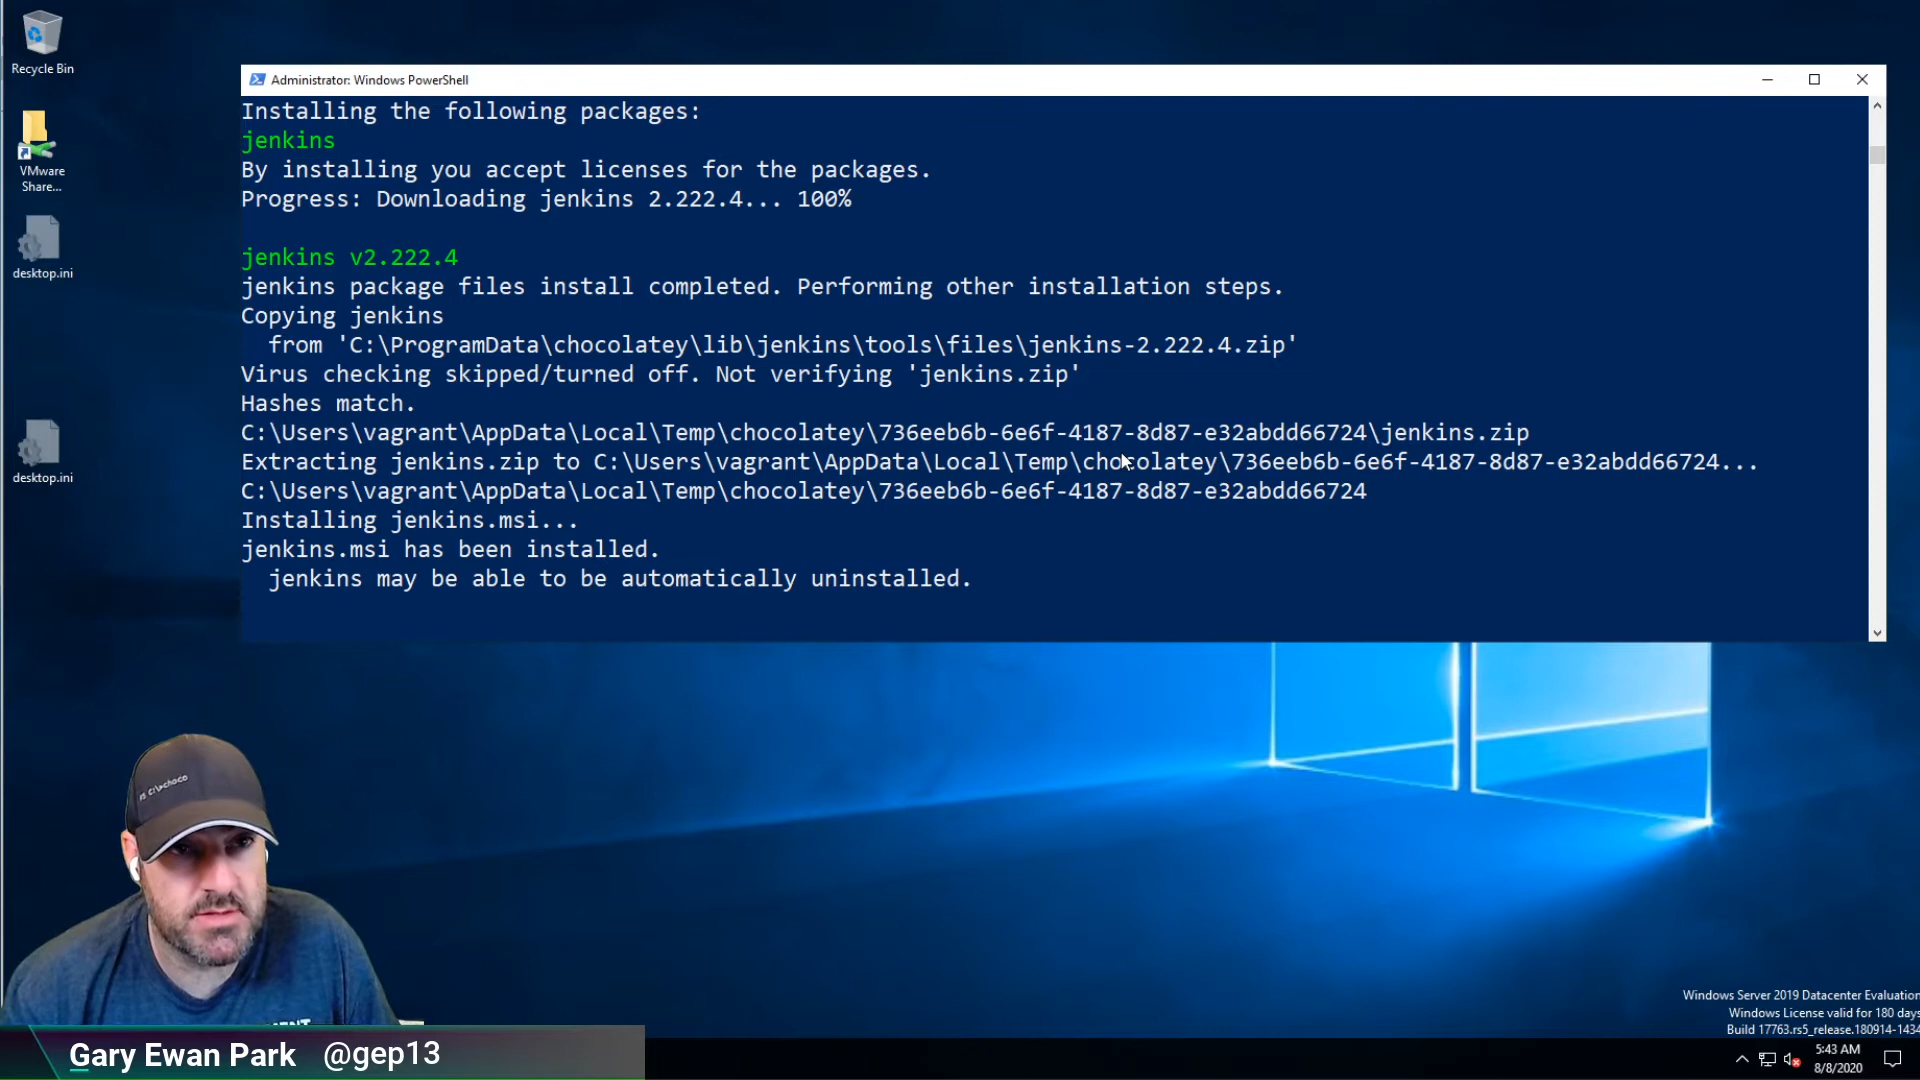 Recycle Bin
VMware
Share...
desktop.ini
desktop.ini
Administrator: Windows PowerShell
Installing the following packages:
jenkins
By installing you accept licenses for the packages.
Progress: Downloading jenkins 2.222.4... 100%
jenkins v2.222.4
jenkins package files install completed. Performing other installation steps.
Copying jenkins
from 'C:\ProgramData\chocolatey\lib\jenkins\tools\files\jenkins-2.222.4.zip'
Virus checking skipped/turned off. Not verifying 'jenkins.zip'
Hashes match.
C:\Users\vagrant\AppData\Local\Temp\chocolatey\736eeb6b-6e6f-4187-8d87-e32abdd66724\jenkins.zip
Extracting jenkins.zip to C:\Users\vagrant\AppData\Local\Temp\chocolatey\736eeb6b-6e6f-4187-8d87-e32abdd66724...
C:\Users\vagrant\AppData\Local\Temp\chocolatey\736eeb6b-6e6f-4187-8d87-e32abdd66724
Installing jenkins.msi...
jenkins.msi has been installed.
jenkins may be able to be automatically uninstalled.
PS C:\>choco
Gary Ewan Park @gep13
Windows Server 2019 Datacenter Evaluation
Windows License valid for 180 days
Build 17763.rs5_release.180914-1434
5:43 AM
8/8/2020